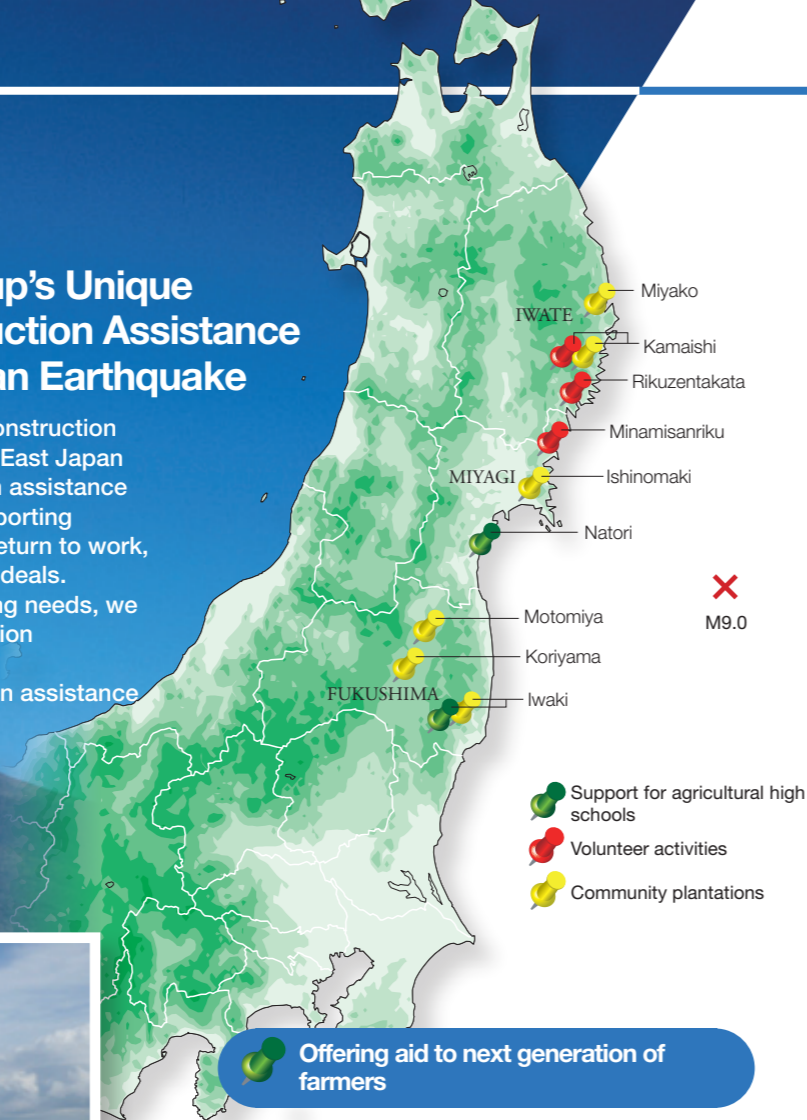 up's Unique
uction Assistance
an Earthquake
onstruction
East Japan
n assistance
porting
eturn to work,
deals.
ng needs, we
ion
n assistance
Miyako
IWATE
Kamaishi
Rikuzentakata
Minamisanriku
MIYAGI
Ishinomaki
Natori
M9.0
Motomiya
Koriyama
FUKUSHIMA
Iwaki
Support for agricultural high
schools
Volunteer activities
Community plantations
Offering aid to next generation of
farmers